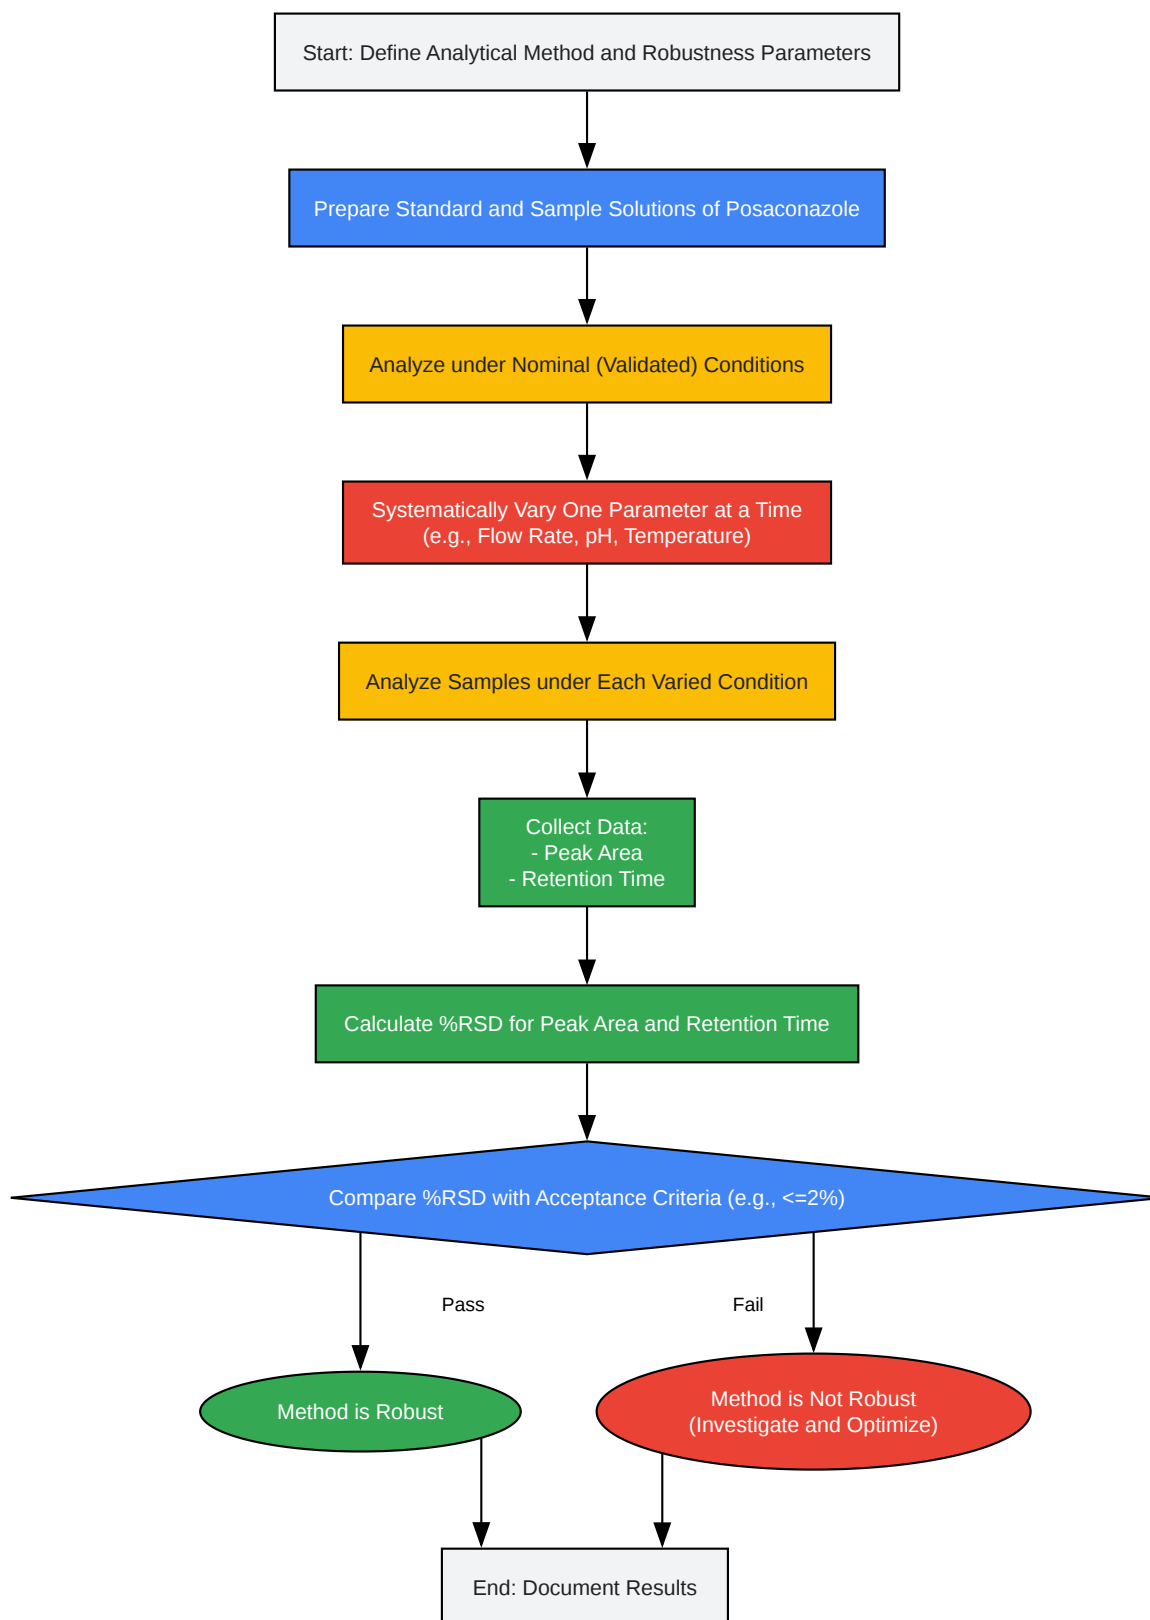 Start: Define Analytical Method and Robustness Parameters
Prepare Standard and Sample Solutions of Posaconazole
Analyze under Nominal (Validated) Conditions
Systematically Vary One Parameter at a Time
(e.g., Flow Rate, pH, Temperature)
Analyze Samples under Each Varied Condition
Collect Data:
- Peak Area
- Retention Time
Calculate %RSD for Peak Area and Retention Time
Compare %RSD with Acceptance Criteria (e.g., <=2%)
Pass
Fail
Method is Robust
Method is Not Robust
(Investigate and Optimize)
End: Document Results